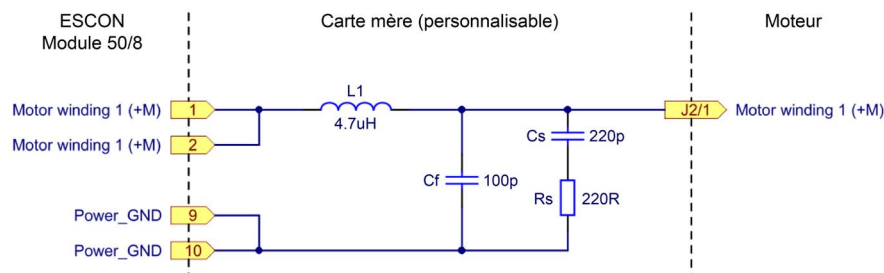 ESCON
Module 50/8
Carte mère (personnalisable)
Moteur
L1
4.7uH
Motor winding 1 (+M) 1
J2/1 Motor winding 1 (+M)
Motor winding 1 (+M) 2
Cs 220p
Cf 100p
Rs 220R
Power_GND 9
Power_GND 10